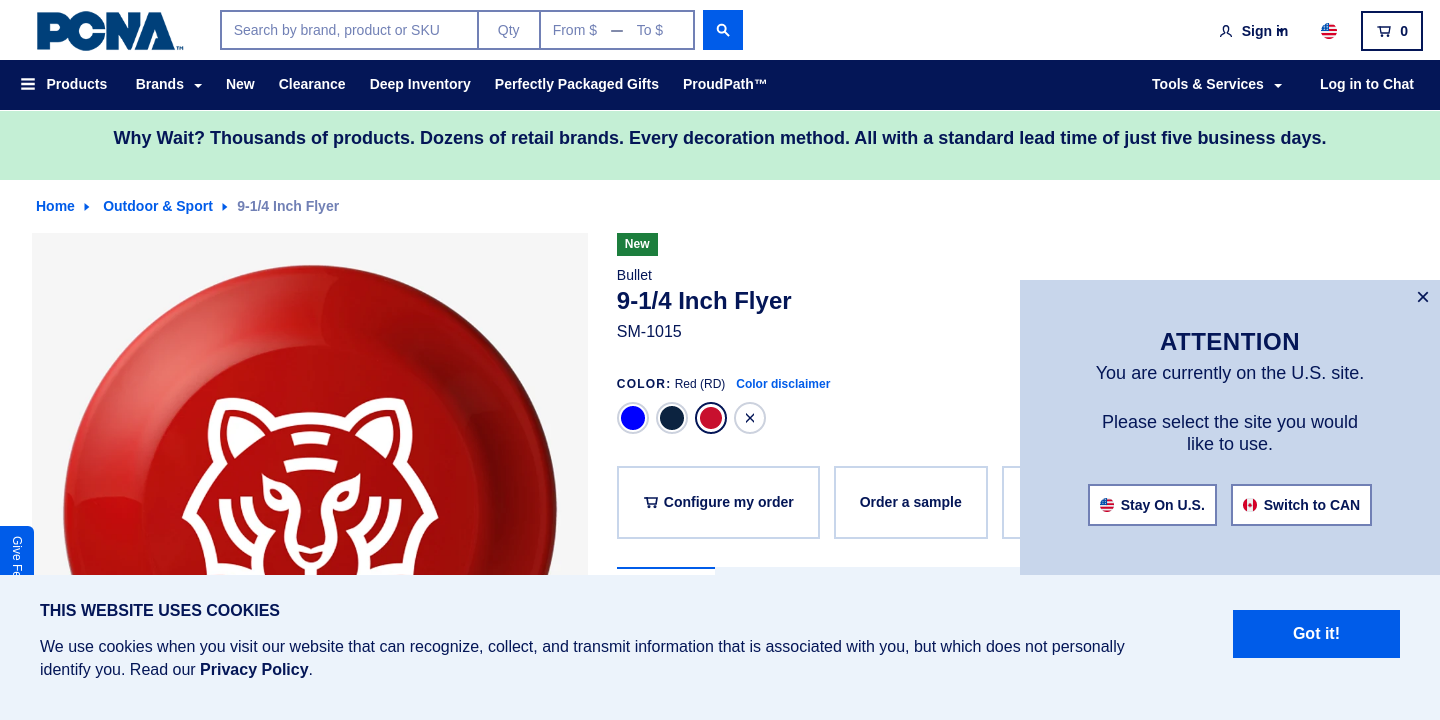 PCNA™
Search by brand, product or SKU
Qty
From $ — To $
Sign in
0
Products
Brands
New
Clearance
Deep Inventory
Perfectly Packaged Gifts
ProudPath™
Tools & Services
Log in to Chat
Why Wait? Thousands of products. Dozens of retail brands. Every decoration method. All with a standard lead time of just five business days.
Home
Outdoor & Sport
9-1/4 Inch Flyer
New
Bullet
9-1/4 Inch Flyer
SM-1015
COLOR: Red (RD) Color disclaimer
Configure my order
Order a sample
×
ATTENTION
You are currently on the U.S. site.
Please select the site you would
like to use.
Stay On U.S.
Switch to CAN
Give
THIS WEBSITE USES COOKIES
We use cookies when you visit our website that can recognize, collect, and transmit information that is associated with you, but which does not personally
identify you. Read our Privacy Policy.
Got it!